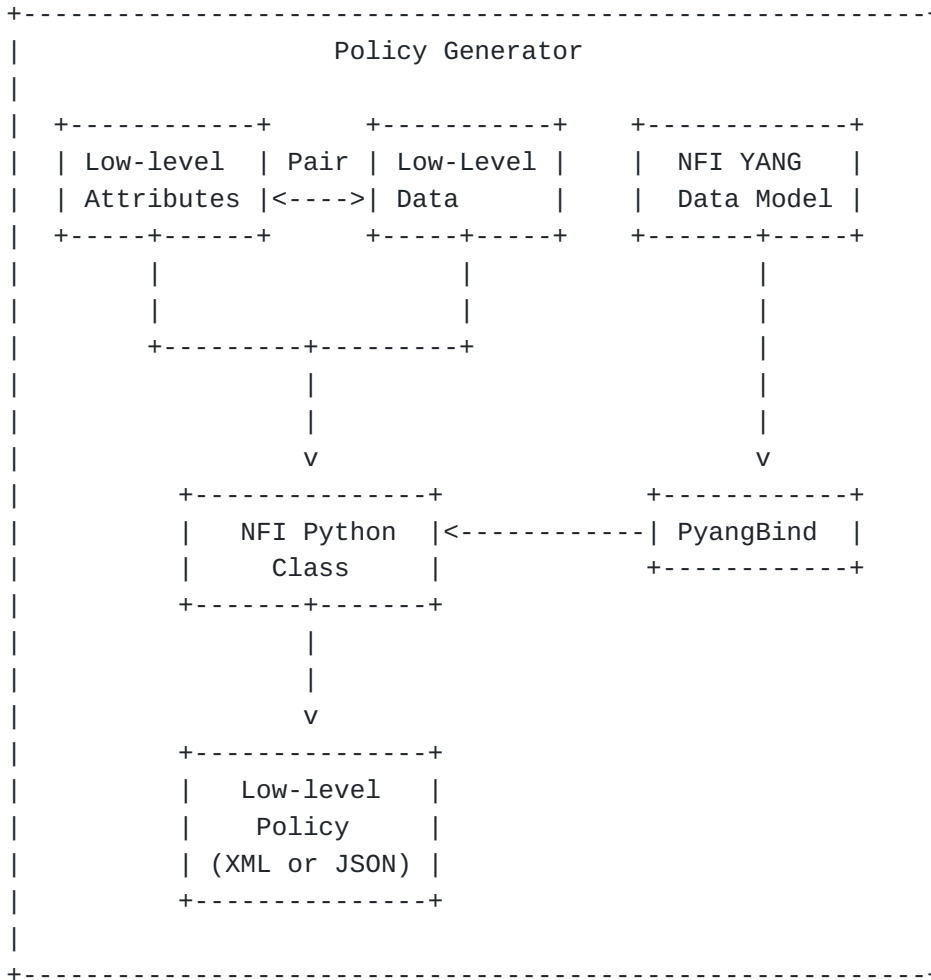 Policy Generator
Low-level Pair Low-Level NFI YANG
Attributes Data Data Model
NFI Python PyangBind
Class
Low-level
Policy
(XML or JSON)